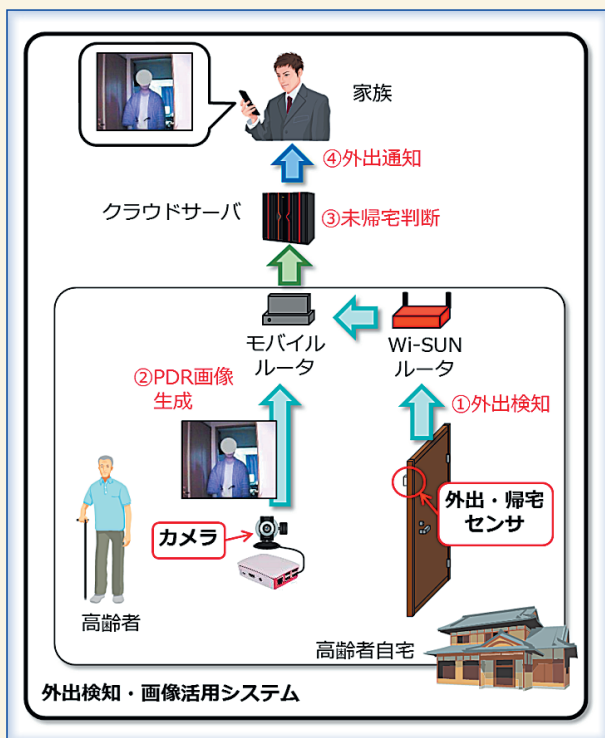 家族
④外出通知
クラウドサーバ
③未帰宅判断
モバイル
ルータ
Wi-SUN
ルータ
②PDR画像
生成
①外出検知
カメラ
外出・帰宅
センサ
高齢者
高齢者自宅
外出検知・画像活用システム